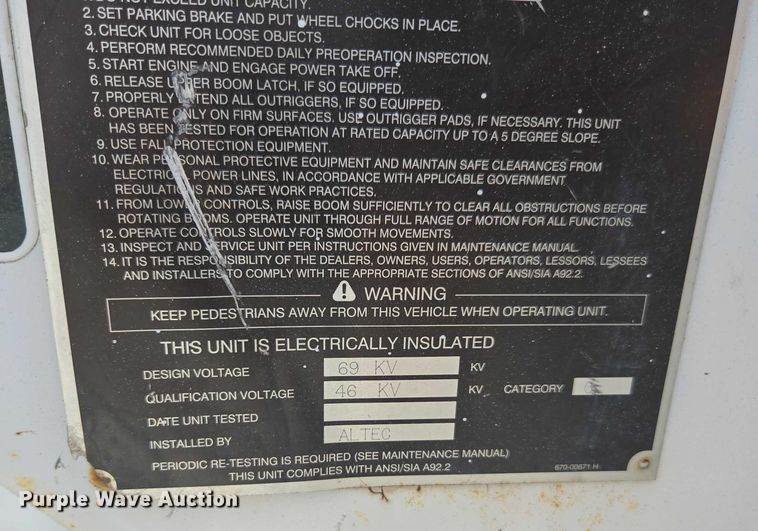 EXCEED UNIT CAPACITY.
2. SET PARKING BRAKE AND PUT WHEEL CHOCKS IN PLACE.
3. CHECK UNIT FOR LOOSE OBJECTS.
4. PERFORM RECOMMENDED DAILY PREOPERATION INSPECTION.
5. START ENGINE AND ENGAGE POWER TAKE OFF.
6. RELEASE UPPER BOOM LATCH, IF SO EQUIPPED.
7. PROPERLY EXTEND ALL OUTRIGGERS, IF SO EQUIPPED.
8. OPERATE ONLY ON FIRM SURFACES. USE OUTRIGGER PADS, IF NECESSARY. THIS UNIT
HAS BEEN TESTED FOR OPERATION AT RATED CAPACITY UP TO A 5 DEGREE SLOPE.
9. USE FALL PROTECTION EQUIPMENT.
10. WEAR PERSONAL PROTECTIVE EQUIPMENT AND MAINTAIN SAFE CLEARANCES FROM
ELECTRIC POWER LINES, IN ACCORDANCE WITH APPLICABLE GOVERNMENT
REGULATIONS AND SAFE WORK PRACTICES.
11. FROM LOWER CONTROLS, RAISE BOOM SUFFICIENTLY TO CLEAR ALL OBSTRUCTIONS BEFORE
ROTATING BOOMS. OPERATE UNIT THROUGH FULL RANGE OF MOTION FOR ALL FUNCTIONS.
12. OPERATE CONTROLS SLOWLY FOR SMOOTH MOVEMENTS.
13. INSPECT AND SERVICE UNIT PER INSTRUCTIONS GIVEN IN MAINTENANCE MANUAL.
14. IT IS THE RESPONSIBILITY OF THE DEALERS, OWNERS, USERS, OPERATORS, LESSORS, LESSEES
AND INSTALLERS TO COMPLY WITH THE APPROPRIATE SECTIONS OF ANSI/SIA A92.2.
WARNING
KEEP PEDESTRIANS AWAY FROM THIS VEHICLE WHEN OPERATING UNIT.
THIS UNIT IS ELECTRICALLY INSULATED
DESIGN VOLTAGE 69 KV KV
QUALIFICATION VOLTAGE 46 KV KV CATEGORY
DATE UNIT TESTED
INSTALLED BY ALTEC
PERIODIC RE-TESTING IS REQUIRED (SEE MAINTENANCE MANUAL)
THIS UNIT COMPLIES WITH ANSI/SIA A92.2
670-00671 H
Purple Wave Auction